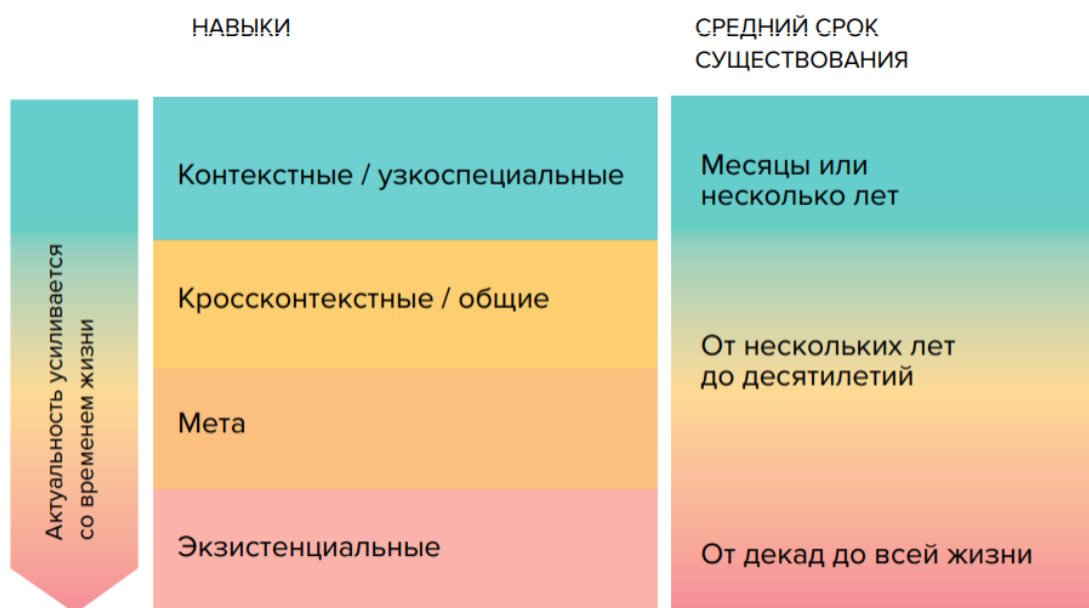 НАВЫКИ
СРЕДНИЙ СРОК
СУЩЕСТВОВАНИЯ
Актуальность усиливается
со временем жизни
Контекстные / узкоспециальные
Месяцы или
несколько лет
Кроссконтекстные / общие
От нескольких лет
до десятилетий
Мета
Экзистенциальные
От декад до всей жизни